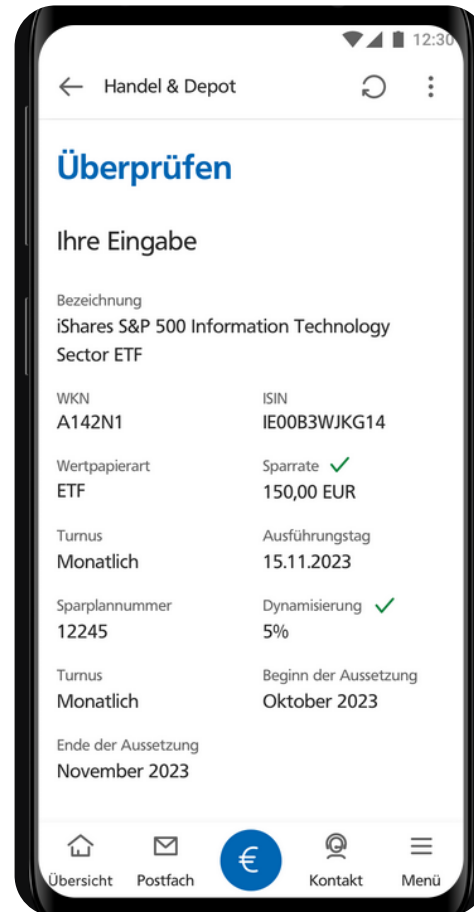 12:30
Handel & Depot
Überprüfen
Ihre Eingabe
Bezeichnung
iShares S&P 500 Information Technology
Sector ETF
WKN
A142N1
ISIN
IE00B3WJKG14
Wertpapierart
ETF
Sparrate
150,00 EUR
Turnus
Monatlich
Ausführungstag
15.11.2023
Sparplannummer
12245
Dynamisierung
5%
Turnus
Monatlich
Beginn der Aussetzung
Oktober 2023
Ende der Aussetzung
November 2023
Übersicht
Postfach
€
Kontakt
Menü